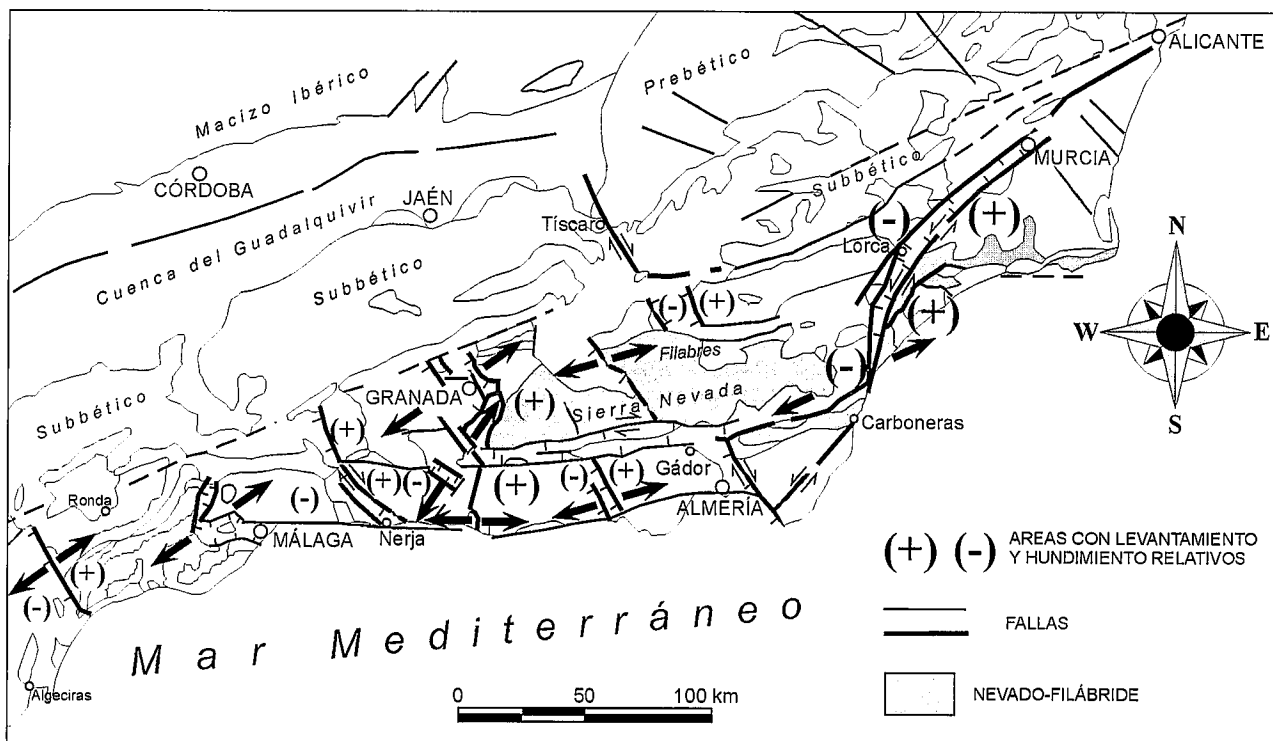 ALICANTE
Macizo Ibérico
Prebético
MURCIA
CÓRDOBA
Subbético
JAÉN
(-)
(+)
Cuenca del Guadalquivir
Tíscar
Lorca
N
Subbético
(-)
(+)
(+)
W
E
Filabres
(-)
GRANADA
(+)
Sierra Nevada
S
Subbético
Carboneras
(+)
Gádor
(+)
(-)
(+)
(-)
(+)
(-)
Ronda
ALMERÍA
MÁLAGA
Nerja
(+) (-) AREAS CON LEVANTAMIENTO
Y HUNDIMIENTO RELATIVOS
(+)
(-)
Mar Mediterráneo
FALLAS
Algeciras
0 50 100 km
NEVADO-FILÁBRIDE